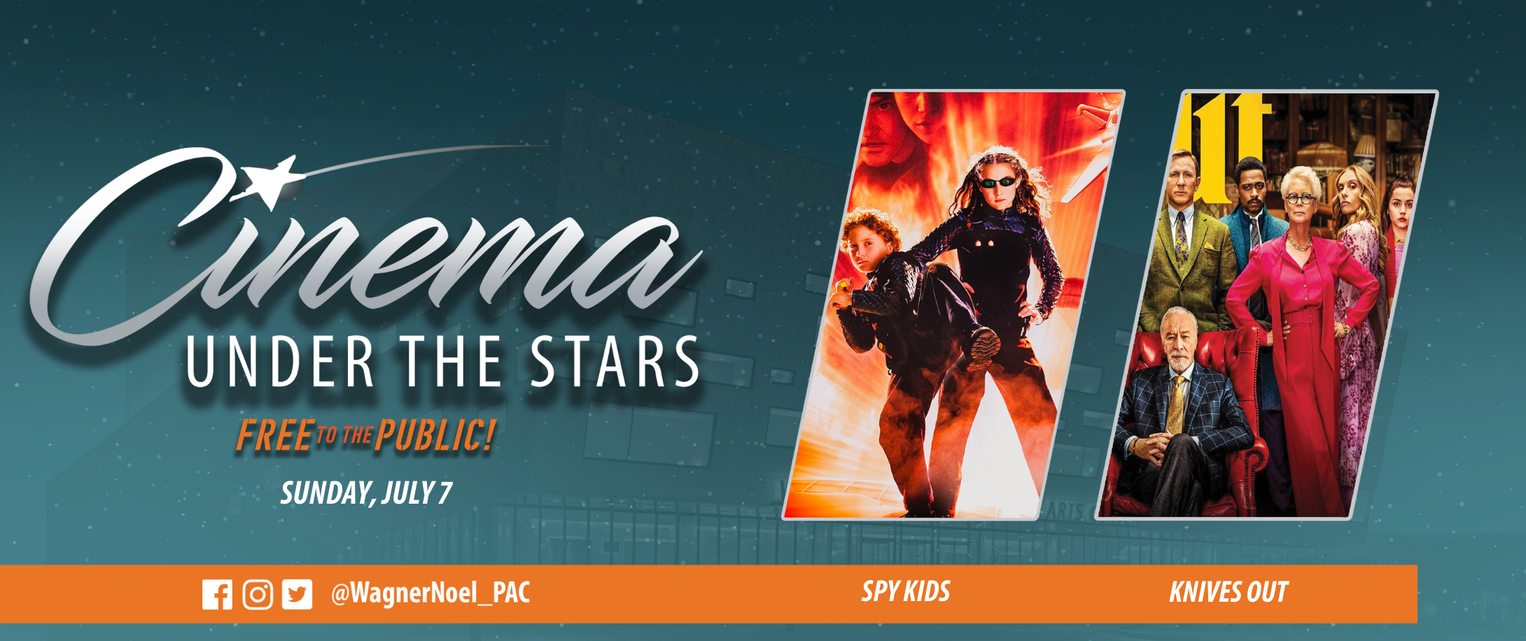 Cinema
UNDER THE STARS
FREE TO THE PUBLIC!
SUNDAY, JULY 7
@WagnerNoel_PAC
SPY KIDS
KNIVES OUT